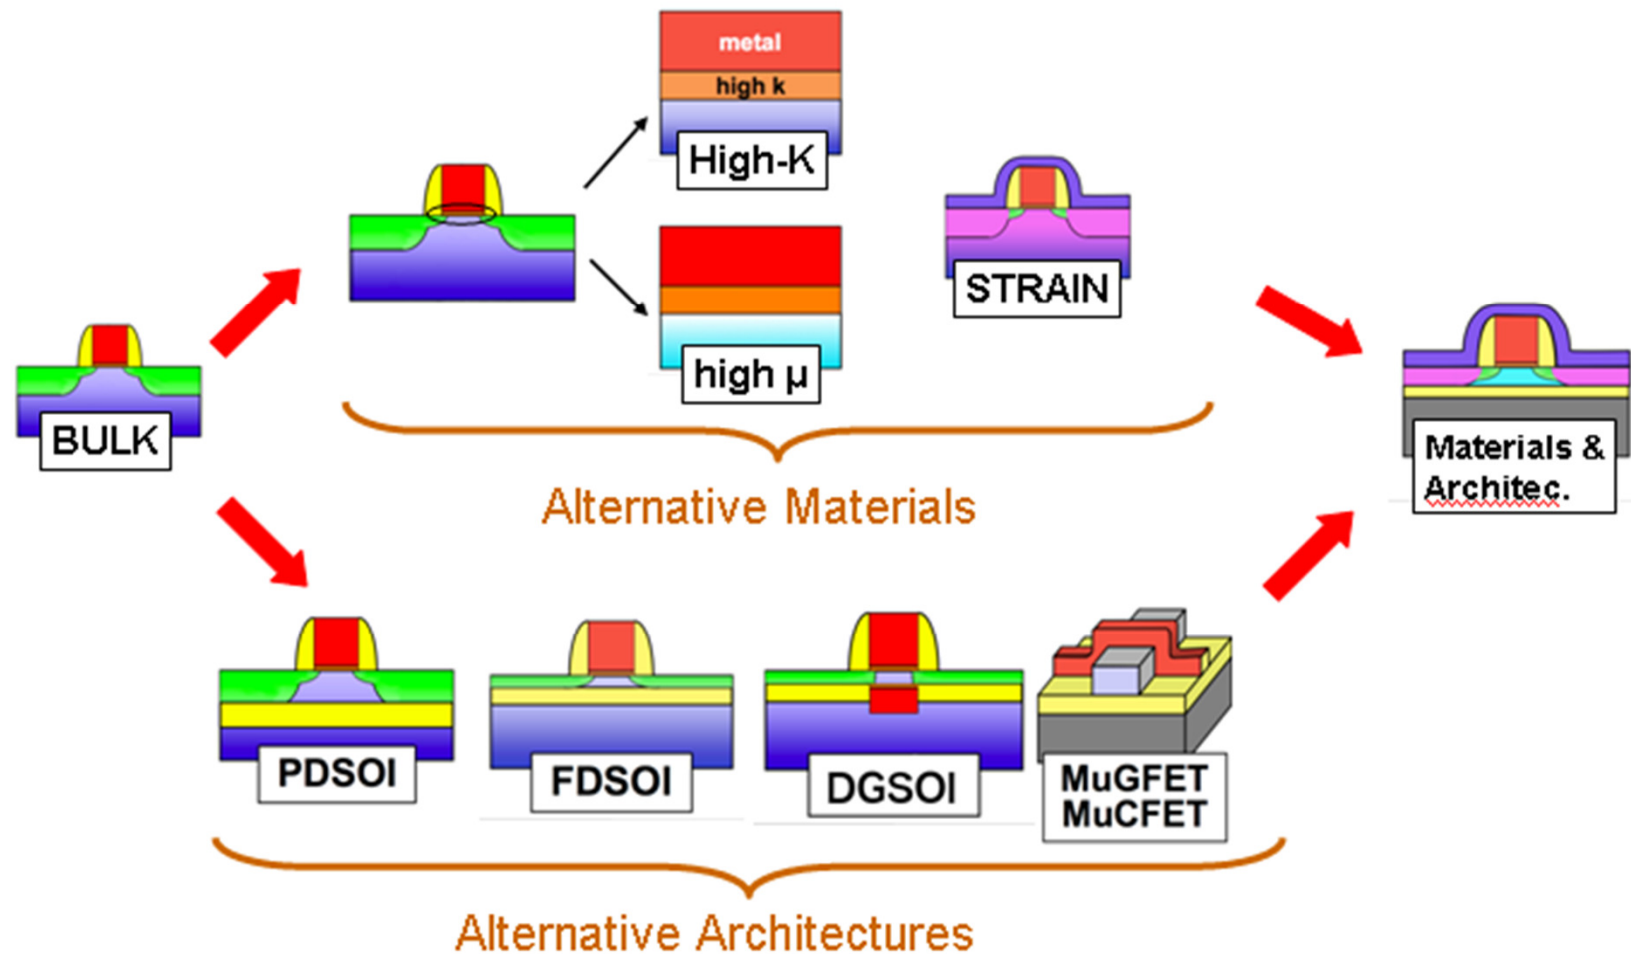 metal
high k
High-K
high µ
STRAIN
BULK
Alternative Materials
Materials &
Architec.
PDSOI
FDSOI
DGSOI
MuGFET
MuCFET
Alternative Architectures